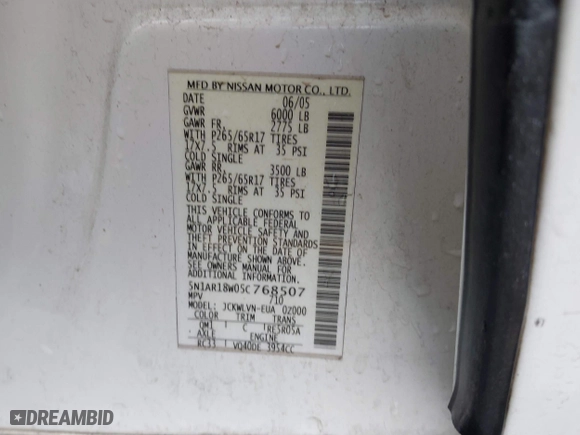 MFD BY NISSAN MOTOR CO., LTD.
DATE 06/05
GVWR 6000 LB
GAWR FR. 2775 LB
WITH P265/65R17 TIRES
17X7.5 RIMS AT 35 PSI
COLD SINGLE
GAWR RR. 3500 LB
WITH P265/65R17 TIRES
17X7.5 RIMS AT 35 PSI
COLD SINGLE
THIS VEHICLE CONFORMS TO
ALL APPLICABLE FEDERAL
MOTOR VEHICLE SAFETY AND
THEFT PREVENTION STANDARDS
IN EFFECT ON THE DATE OF
MANUFACTURE SHOWN ABOVE.
SEE OWNERS MANUAL FOR
ADDITIONAL INFORMATION.
5N1AR18W05C768507
MPV /10
MODEL: JCKWLVN-EUA 02000
COLOR TRIM TRANS
QM1 C RE5R05A
AXLE ENGINE
RC33 VQ40DE 3954CC
DREAMBID